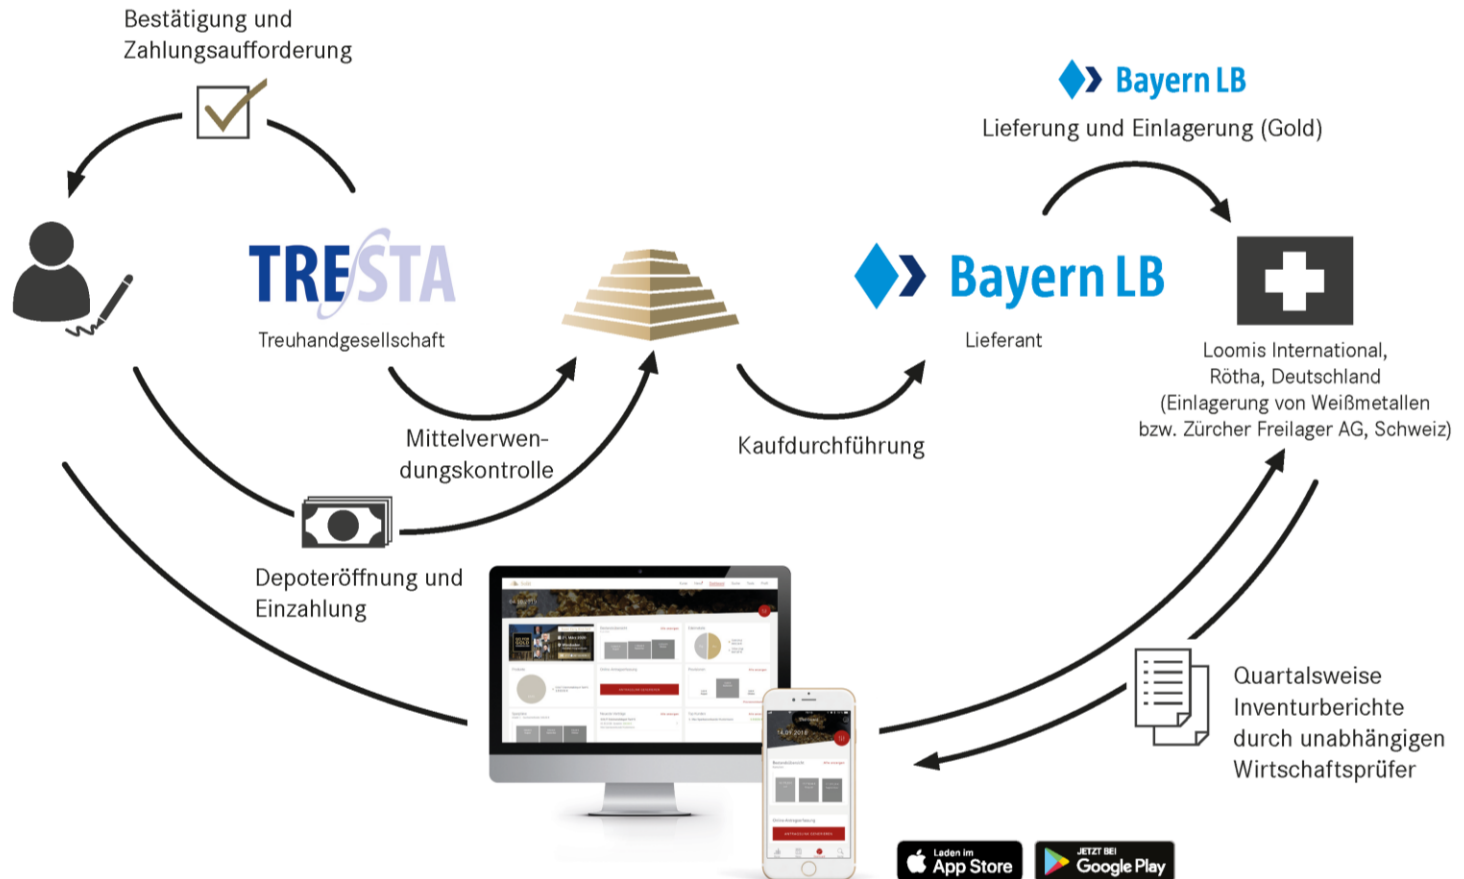 Bestätigung und
Zahlungsaufforderung
Bayern LB
Lieferung und Einlagerung (Gold)
TRESTA
Treuhandgesellschaft
Bayern LB
Lieferant
Loomis International,
Rötha, Deutschland
(Einlagerung von Weißmetallen
bzw. Zürcher Freilager AG, Schweiz)
Mittelverwen-
dungskontrolle
Kaufdurchführung
Depoteröffnung und
Einzahlung
Quartalsweise
Inventurberichte
durch unabhängigen
Wirtschaftsprüfer
Laden im
App Store
JETZT BEI
Google Play